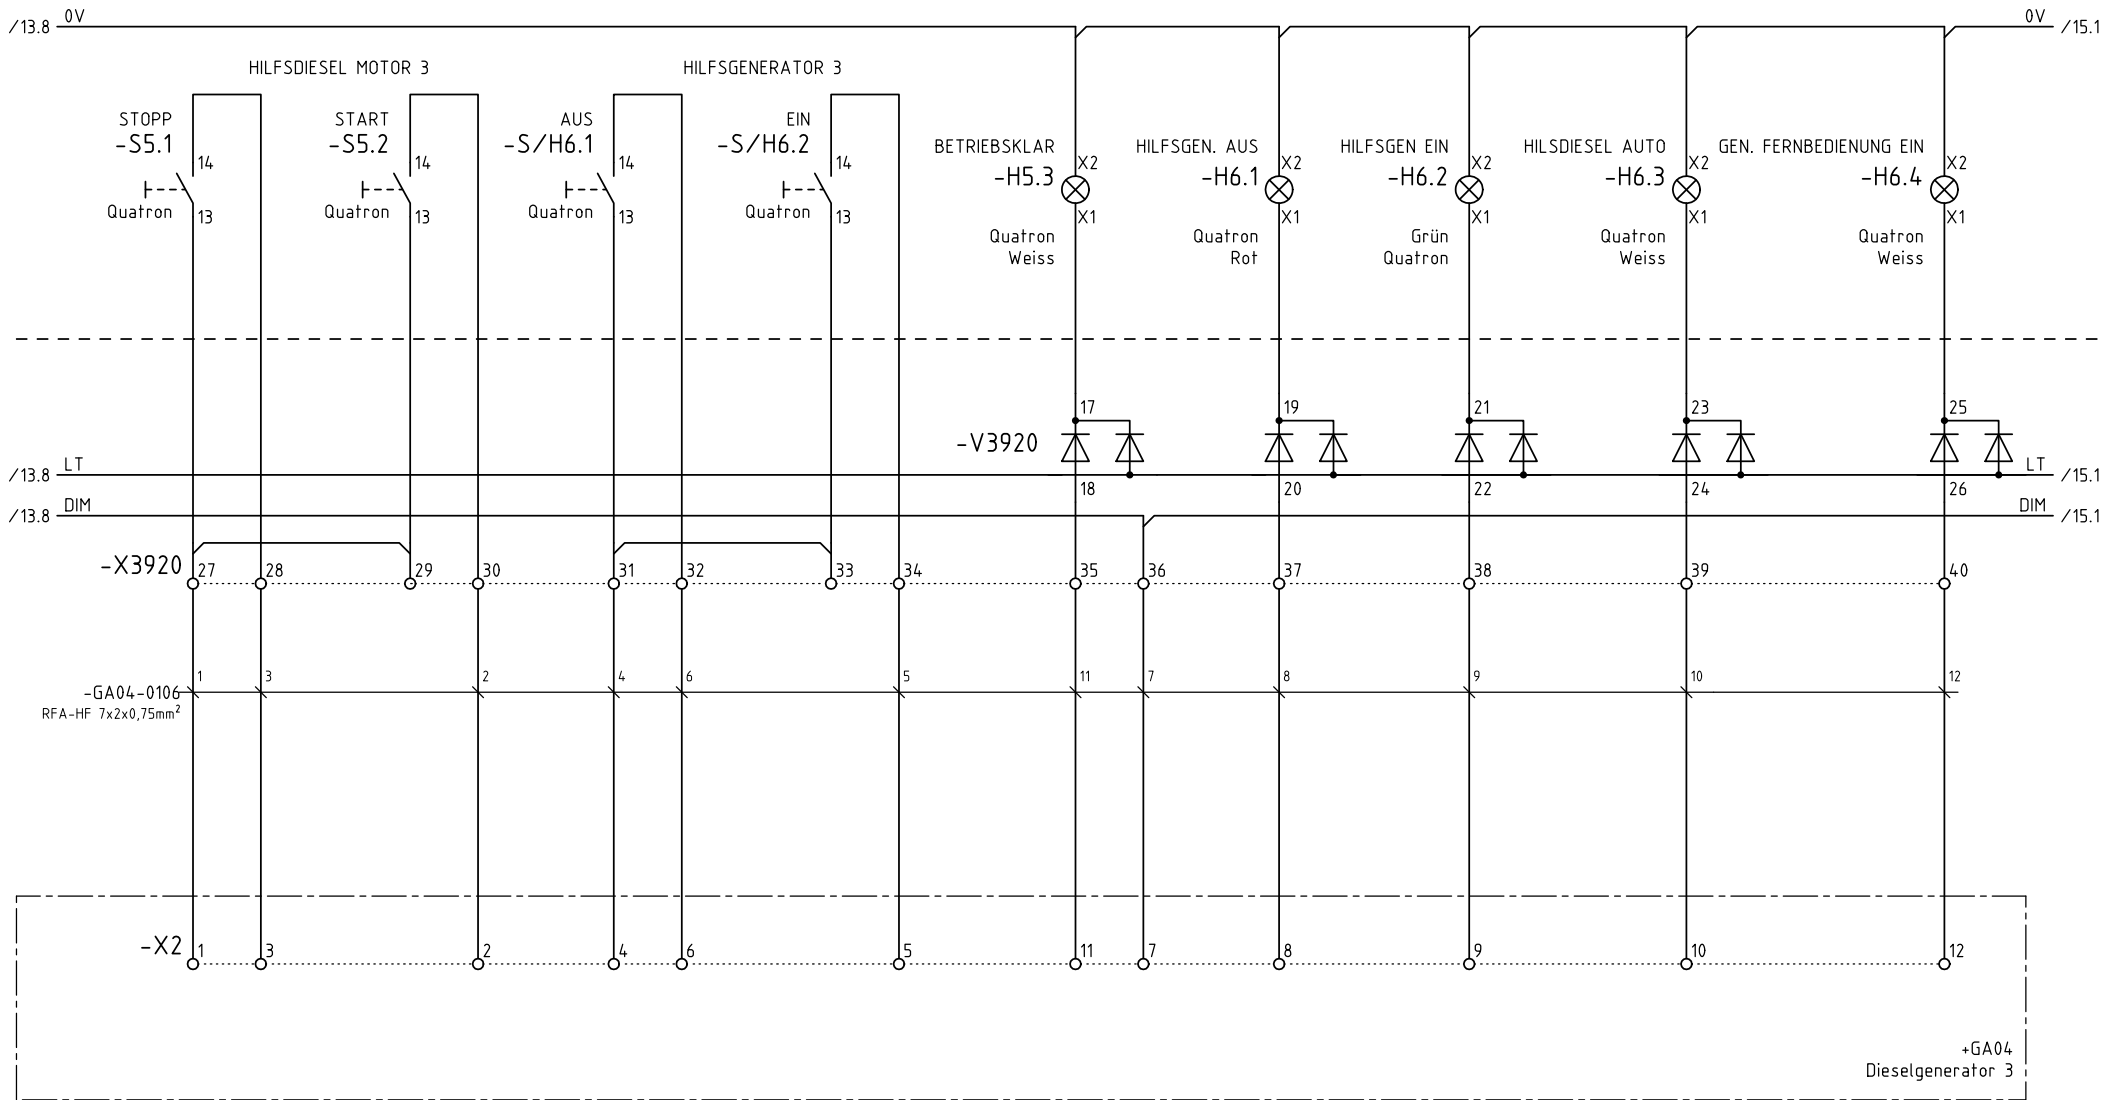 0V
0V
/13.8
/15.1
HILFSDIESEL MOTOR 3
HILFSGENERATOR 3
STOPP
-S5.1
14
13
Quatron
START
-S5.2
14
13
Quatron
AUS
-S/H6.1
14
13
Quatron
EIN
-S/H6.2
14
13
Quatron
BETRIEBSKLAR
-H5.3
X2
X1
Quatron
Weiss
HILFSGEN. AUS
-H6.1
X2
X1
Quatron
Rot
HILFSGEN EIN
-H6.2
X2
X1
Grün
Quatron
HILSDIESEL AUTO
-H6.3
X2
X1
Quatron
Weiss
GEN. FERNBEDIENUNG EIN
-H6.4
X2
X1
Quatron
Weiss
17 19 21 23 25
-V3920
/13.8 LT
LT /15.1
18 20 22 24 26
/13.8 DIM
DIM /15.1
-X3920 27 28 29 30 31 32 33 34 35 36 37 38 39 40
-GA04-0106 1 3 2 4 6 5 11 7 8 9 10 12
RFA-HF 7x2x0,75mm²
-X2 1 3 2 4 6 5 11 7 8 9 10 12
+GA04
Dieselgenerator 3